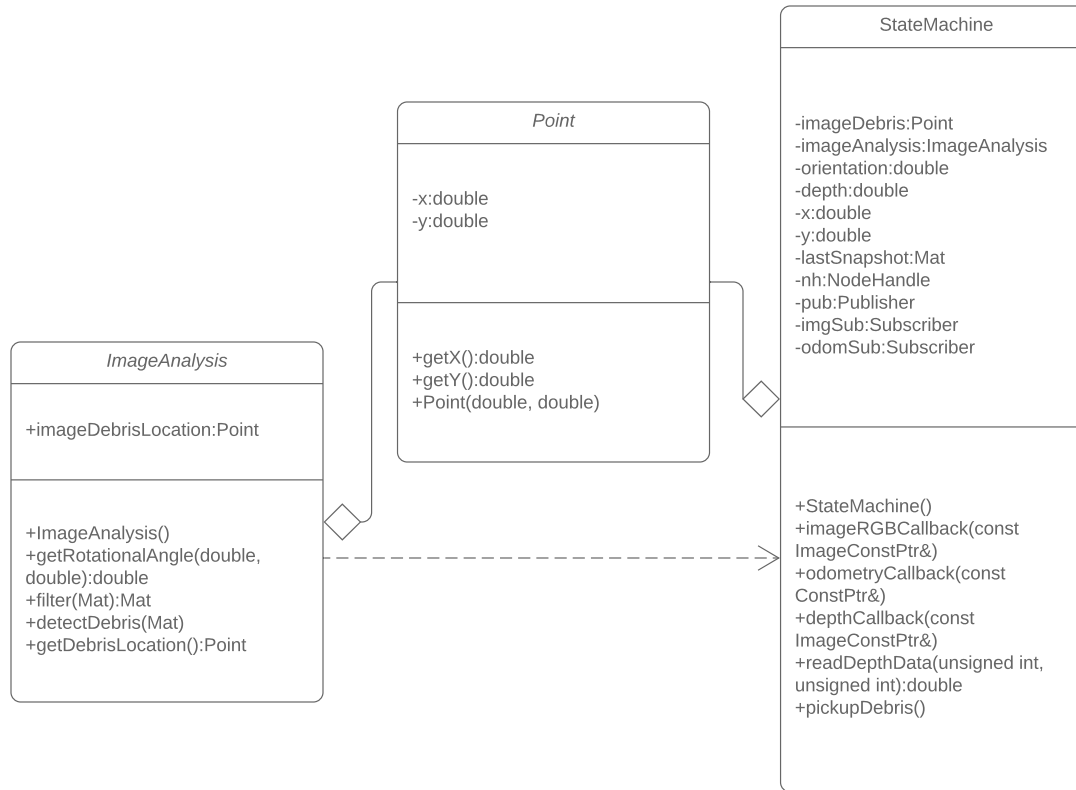 StateMachine
-imageDebris:Point
-imageAnalysis:ImageAnalysis
-orientation:double
-depth:double
-x:double
-y:double
-lastSnapshot:Mat
-nh:NodeHandle
-pub:Publisher
-imgSub:Subscriber
-odomSub:Subscriber
+StateMachine()
+imageRGBCallback(const
ImageConstPtr&)
+odometryCallback(const
ConstPtr&)
+depthCallback(const
ImageConstPtr&)
+readDepthData(unsigned int,
unsigned int):double
+pickupDebris()
Point
-x:double
-y:double
+getX():double
+getY():double
+Point(double, double)
ImageAnalysis
+imageDebrisLocation:Point
+ImageAnalysis()
+getRotationalAngle(double,
double):double
+filter(Mat):Mat
+detectDebris(Mat)
+getDebrisLocation():Point